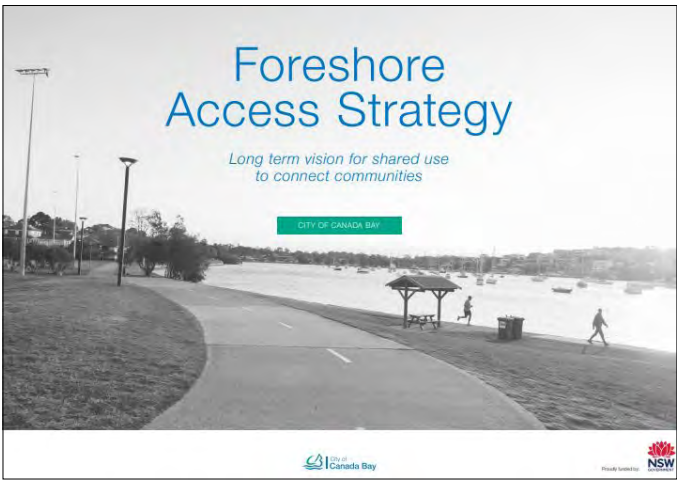 Foreshore
Access Strategy
Long term vision for shared use
to connect communities
CITY OF CANADA BAY
City of
Canada Bay
Proudly funded by
NSW
GOVERNMENT